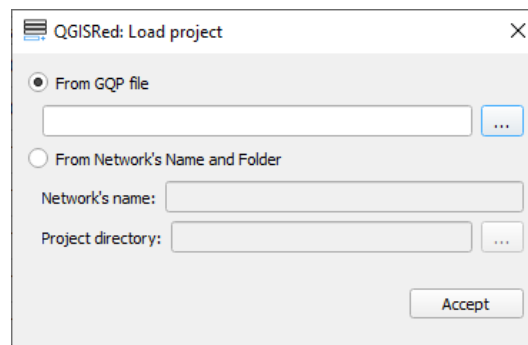 QGISRed: Load project
From GQP file
...
From Network's Name and Folder
Network's name:
Project directory:
...
Accept